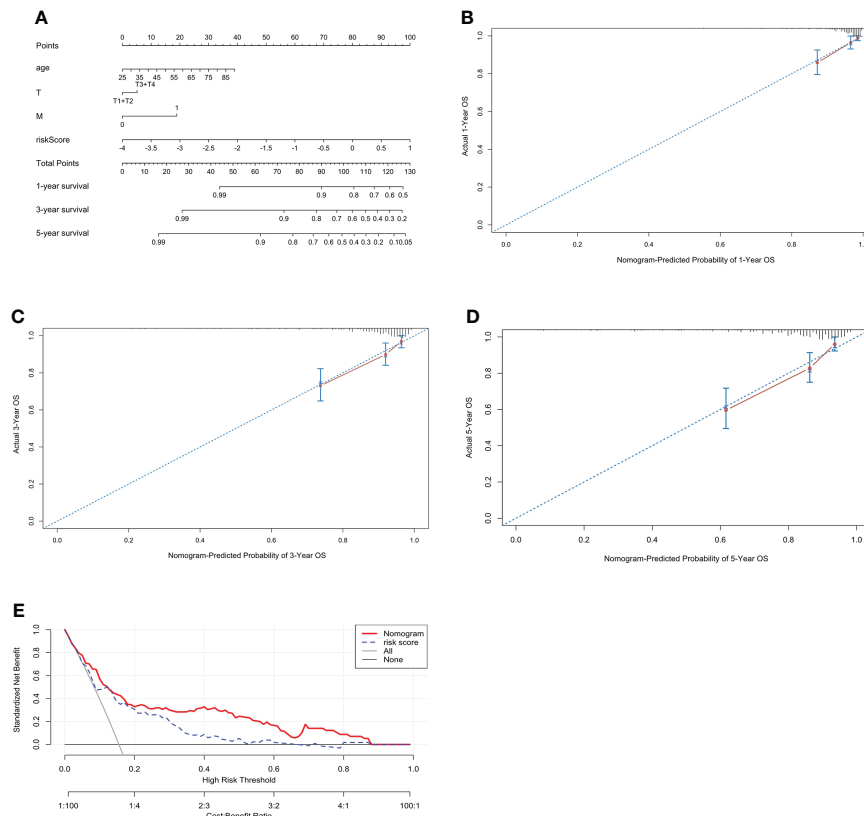 A
Points
0 10 20 30 40 50 60 70 80 90 100
age
25 35 45 55 65 75 85
T3+T4
T
T1+T2
1
M
0
riskScore
-4 -3.5 -3 -2.5 -2 -1.5 -1 -0.5 0 0.5 1
Total Points
0 10 20 30 40 50 60 70 80 90 100 110 120 130
1-year survival
0.99 0.9 0.8 0.7 0.6 0.5
3-year survival
0.99 0.9 0.8 0.7 0.6 0.5 0.4 0.3 0.2
5-year survival
0.99 0.9 0.8 0.7 0.6 0.5 0.4 0.3 0.2 0.1 0.05
B
Actual 1-Year OS
1.0
0.8
0.6
0.4
0.2
0.0
0.0 0.2 0.4 0.6 0.8 1.0
Nomogram-Predicted Probability of 1-Year OS
C
Actual 3-Year OS
1.0
0.8
0.6
0.4
0.2
0.0
0.0 0.2 0.4 0.6 0.8 1.0
Nomogram-Predicted Probability of 3-Year OS
D
Actual 5-Year OS
1.0
0.8
0.6
0.4
0.2
0.0
0.0 0.2 0.4 0.6 0.8 1.0
Nomogram-Predicted Probability of 5-Year OS
E
Standardized Net Benefit
1.0
0.8
0.6
0.4
0.2
0.0
Nomogram
risk score
All
None
0.0 0.2 0.4 0.6 0.8 1.0
High Risk Threshold
1:100 1:4 2:3 3:2 4:1 100:1
Cost:Benefit Ratio